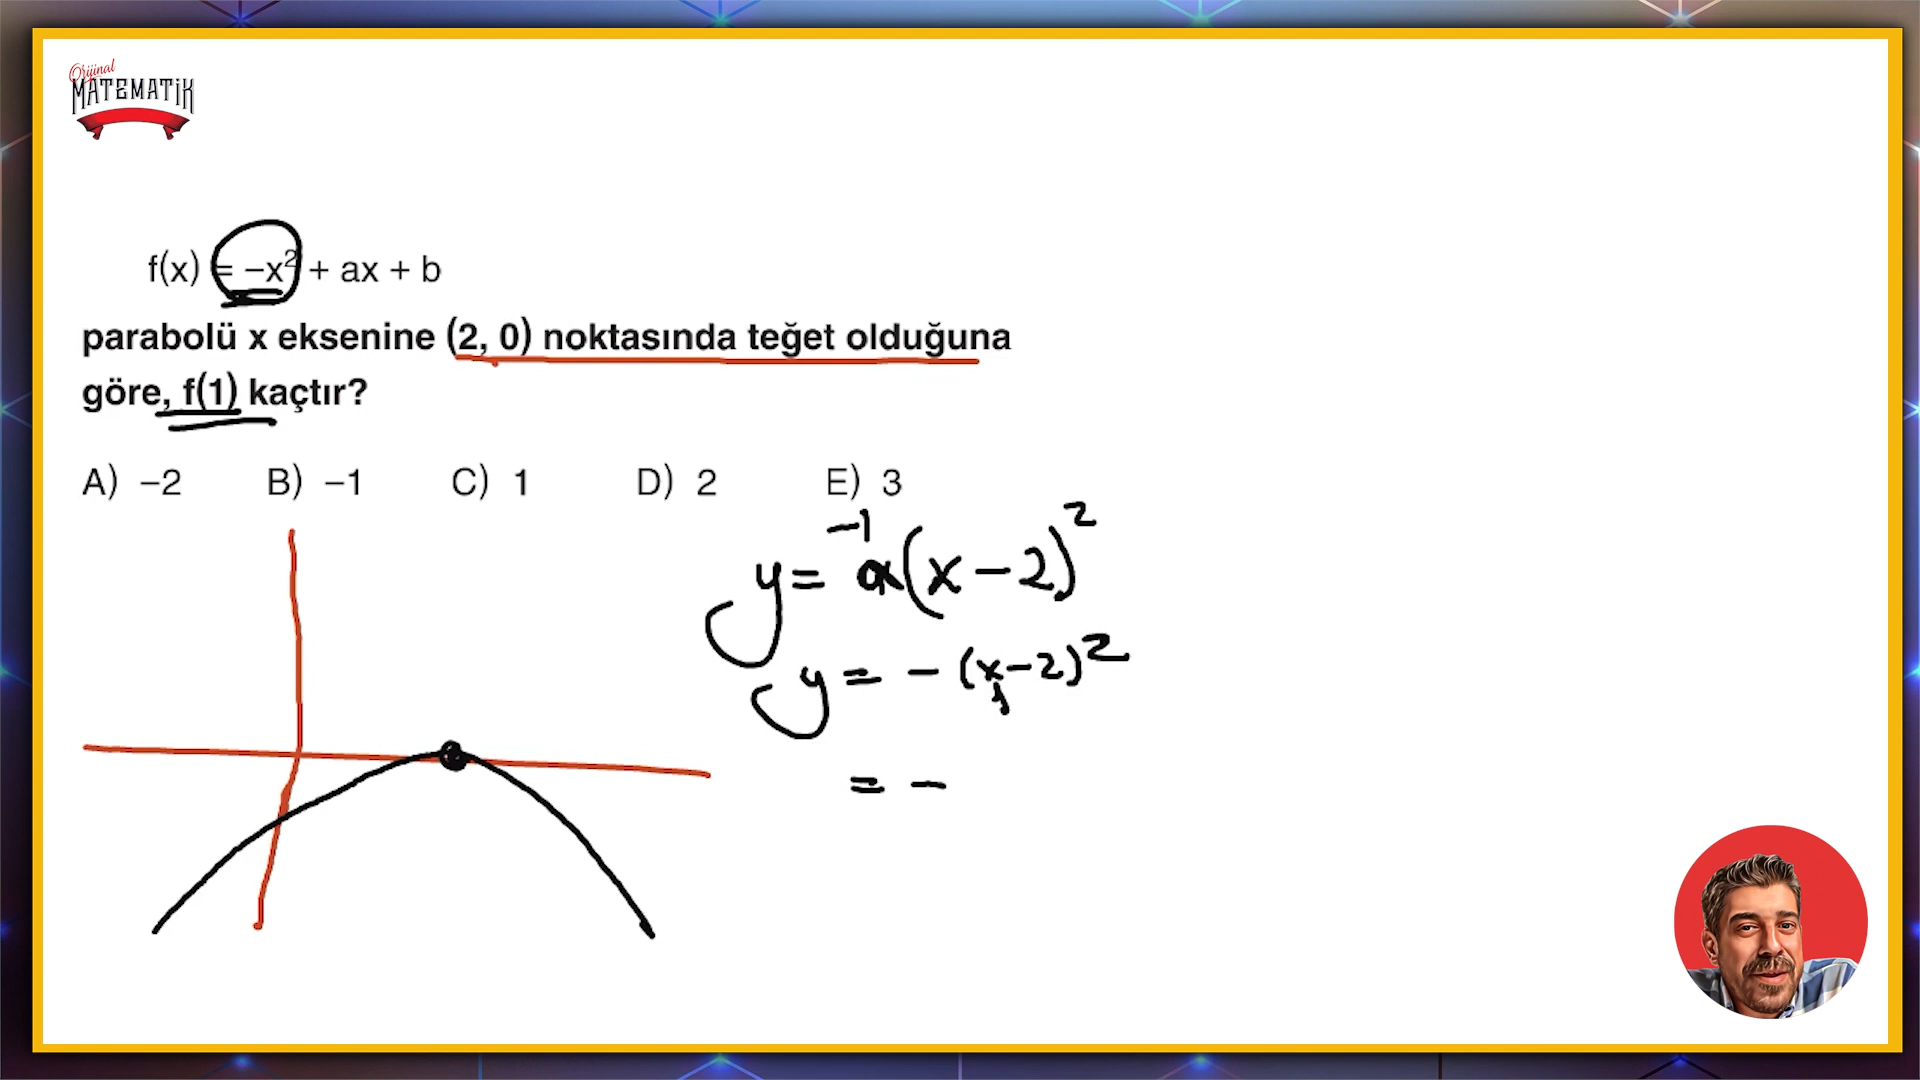 Orijinal
MATEMATİK
f(x) = −x² + ax + b
parabolü x eksenine (2, 0) noktasında teğet olduğuna
göre, f(1) kaçtır?
A) −2 B) −1 C) 1 D) 2 E) 3
−1
y = a(x − 2)²
y = − (x − 2)²
1
= −